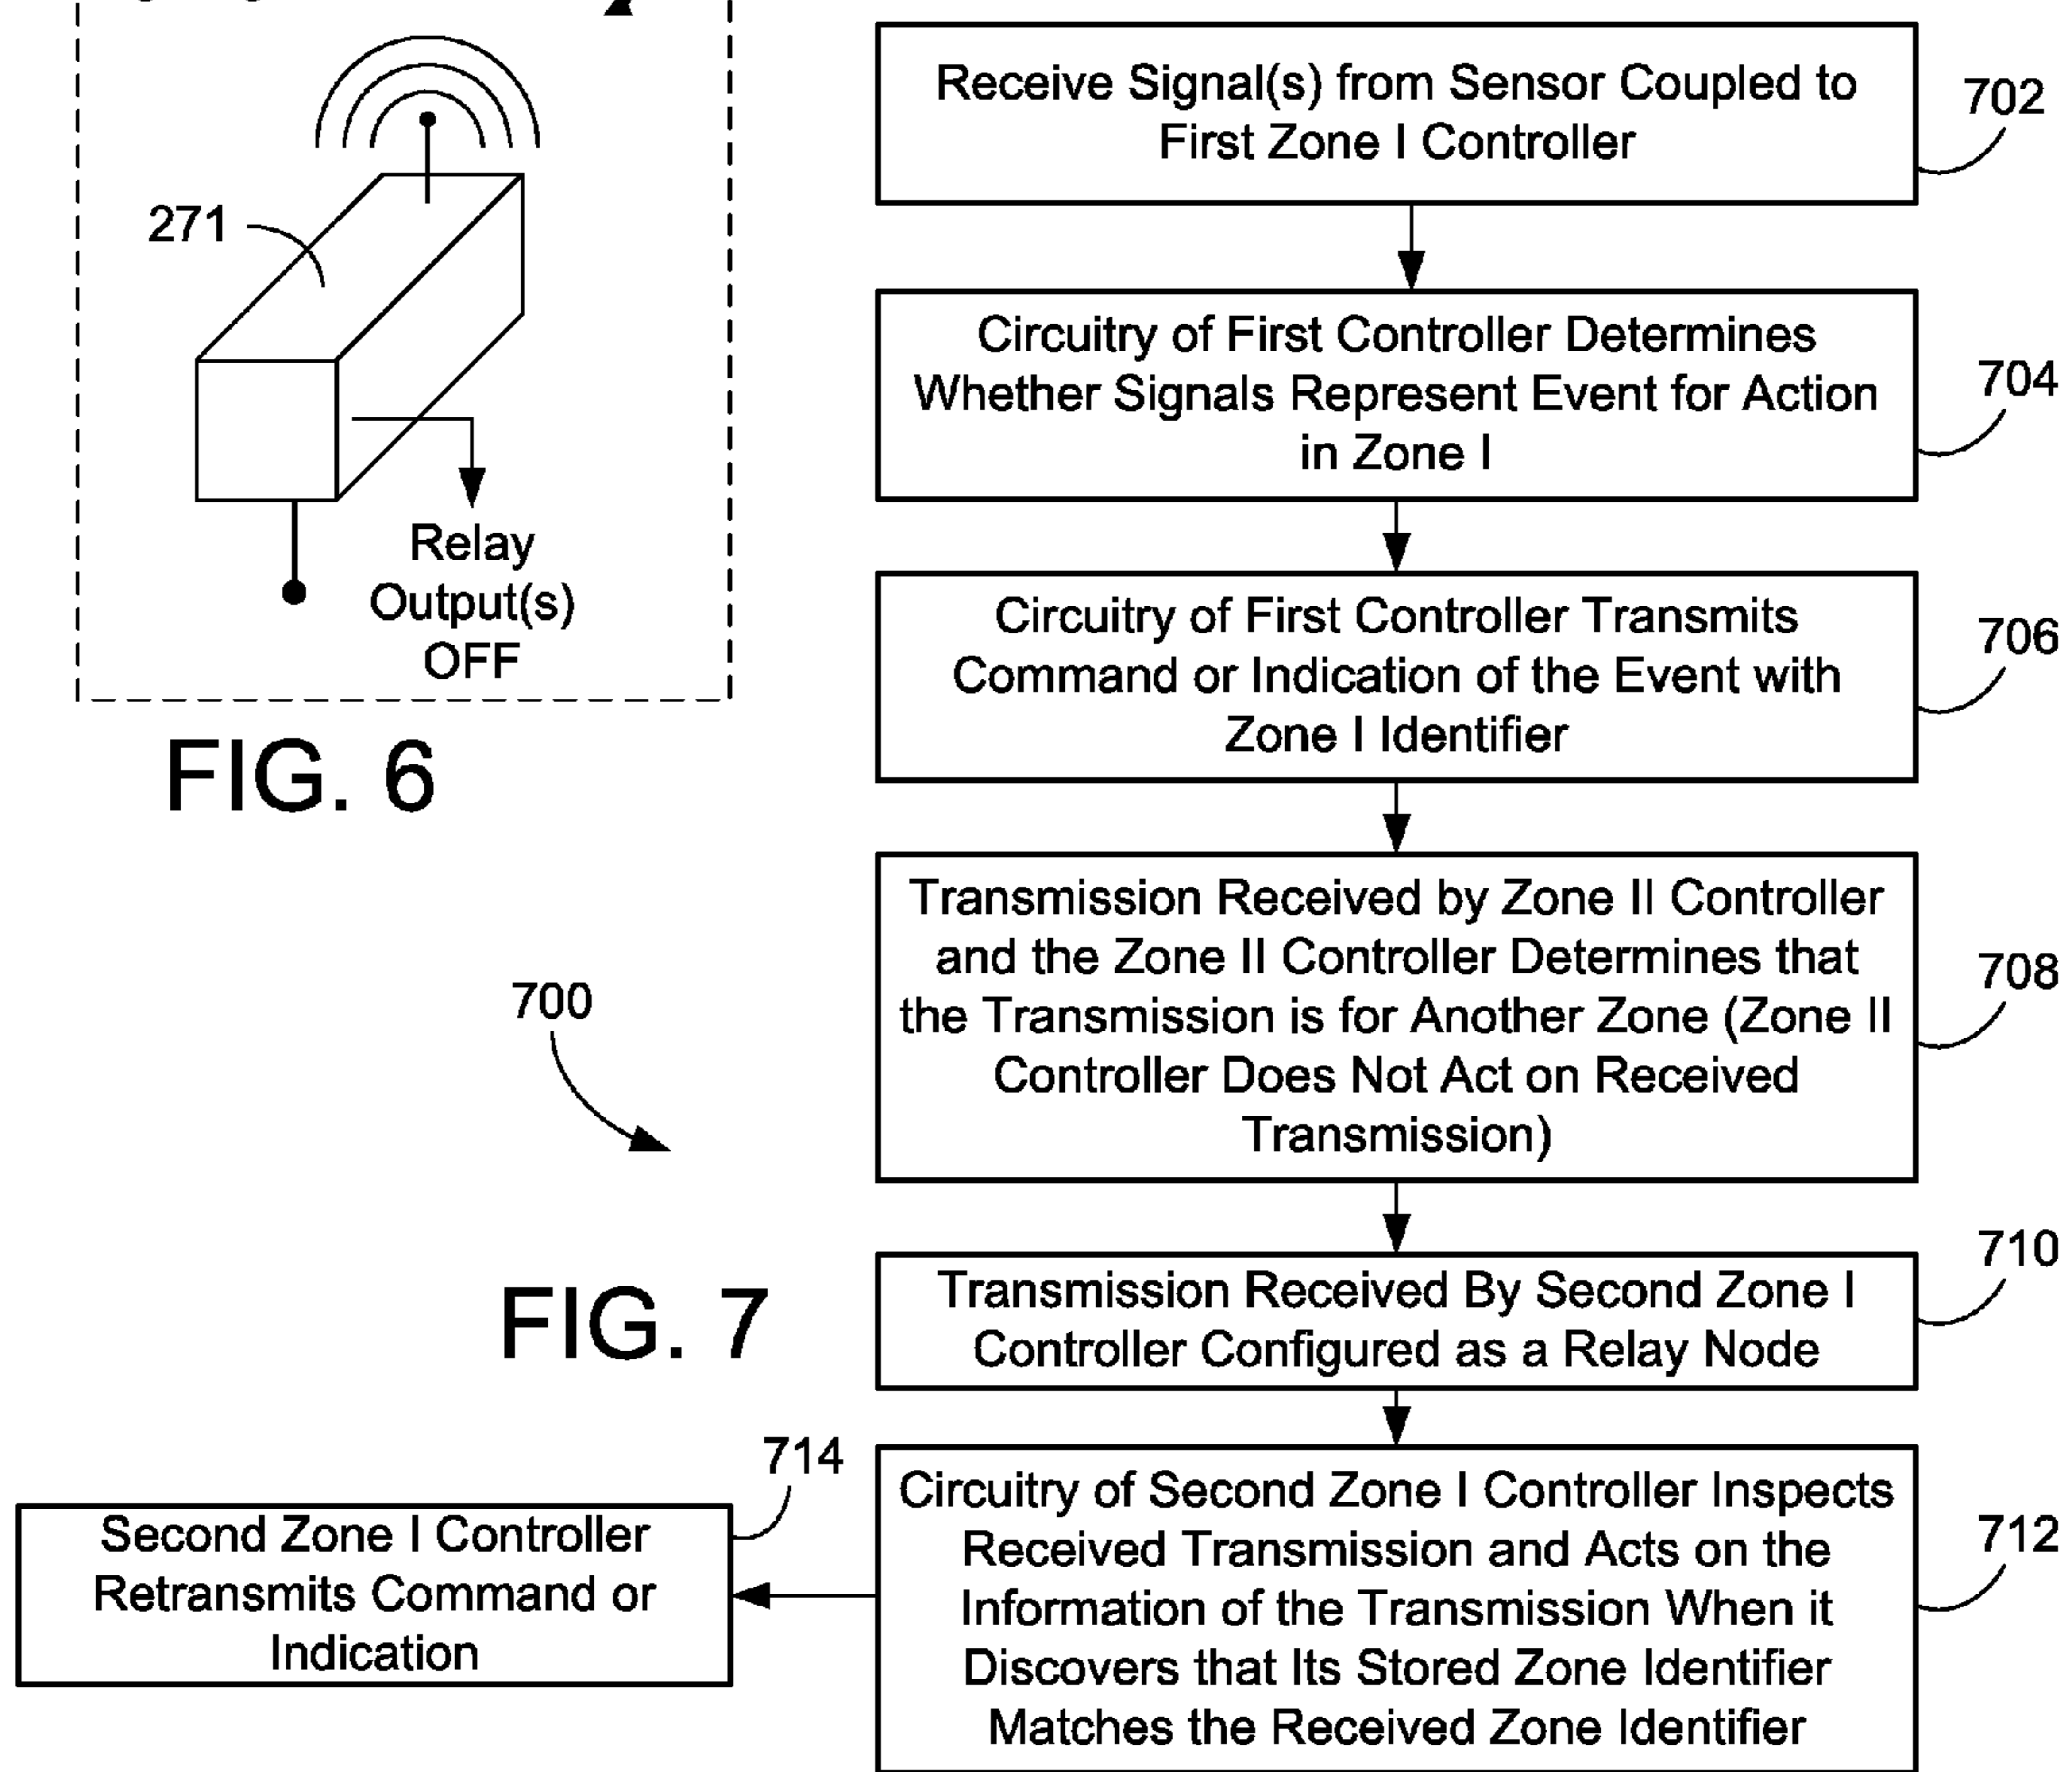 271
Relay
Output(s)
OFF
FIG. 6
Receive Signal(s) from Sensor Coupled to
First Zone I Controller
702
Circuitry of First Controller Determines
Whether Signals Represent Event for Action
in Zone I
704
Circuitry of First Controller Transmits
Command or Indication of the Event with
Zone I Identifier
706
Transmission Received by Zone II Controller
and the Zone II Controller Determines that
the Transmission is for Another Zone (Zone II
Controller Does Not Act on Received
Transmission)
708
700
Transmission Received By Second Zone I
Controller Configured as a Relay Node
710
FIG. 7
Circuitry of Second Zone I Controller Inspects
Received Transmission and Acts on the
Information of the Transmission When it
Discovers that Its Stored Zone Identifier
Matches the Received Zone Identifier
712
714
Second Zone I Controller
Retransmits Command or
Indication